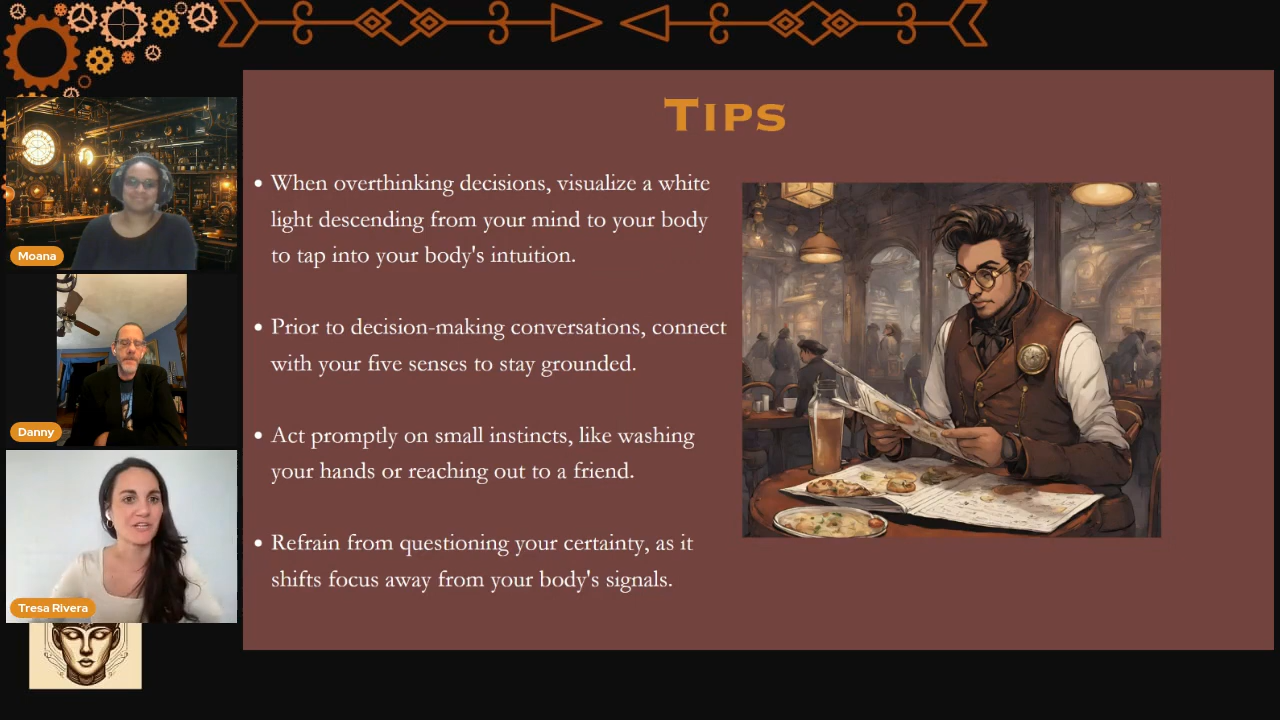 Tips
• When overthinking decisions, visualize a white
light descending from your mind to your body
to tap into your body's intuition.
• Prior to decision-making conversations, connect
with your five senses to stay grounded.
• Act promptly on small instincts, like washing
your hands or reaching out to a friend.
• Refrain from questioning your certainty, as it
shifts focus away from your body's signals.
Moana
Danny
Tresa Rivera